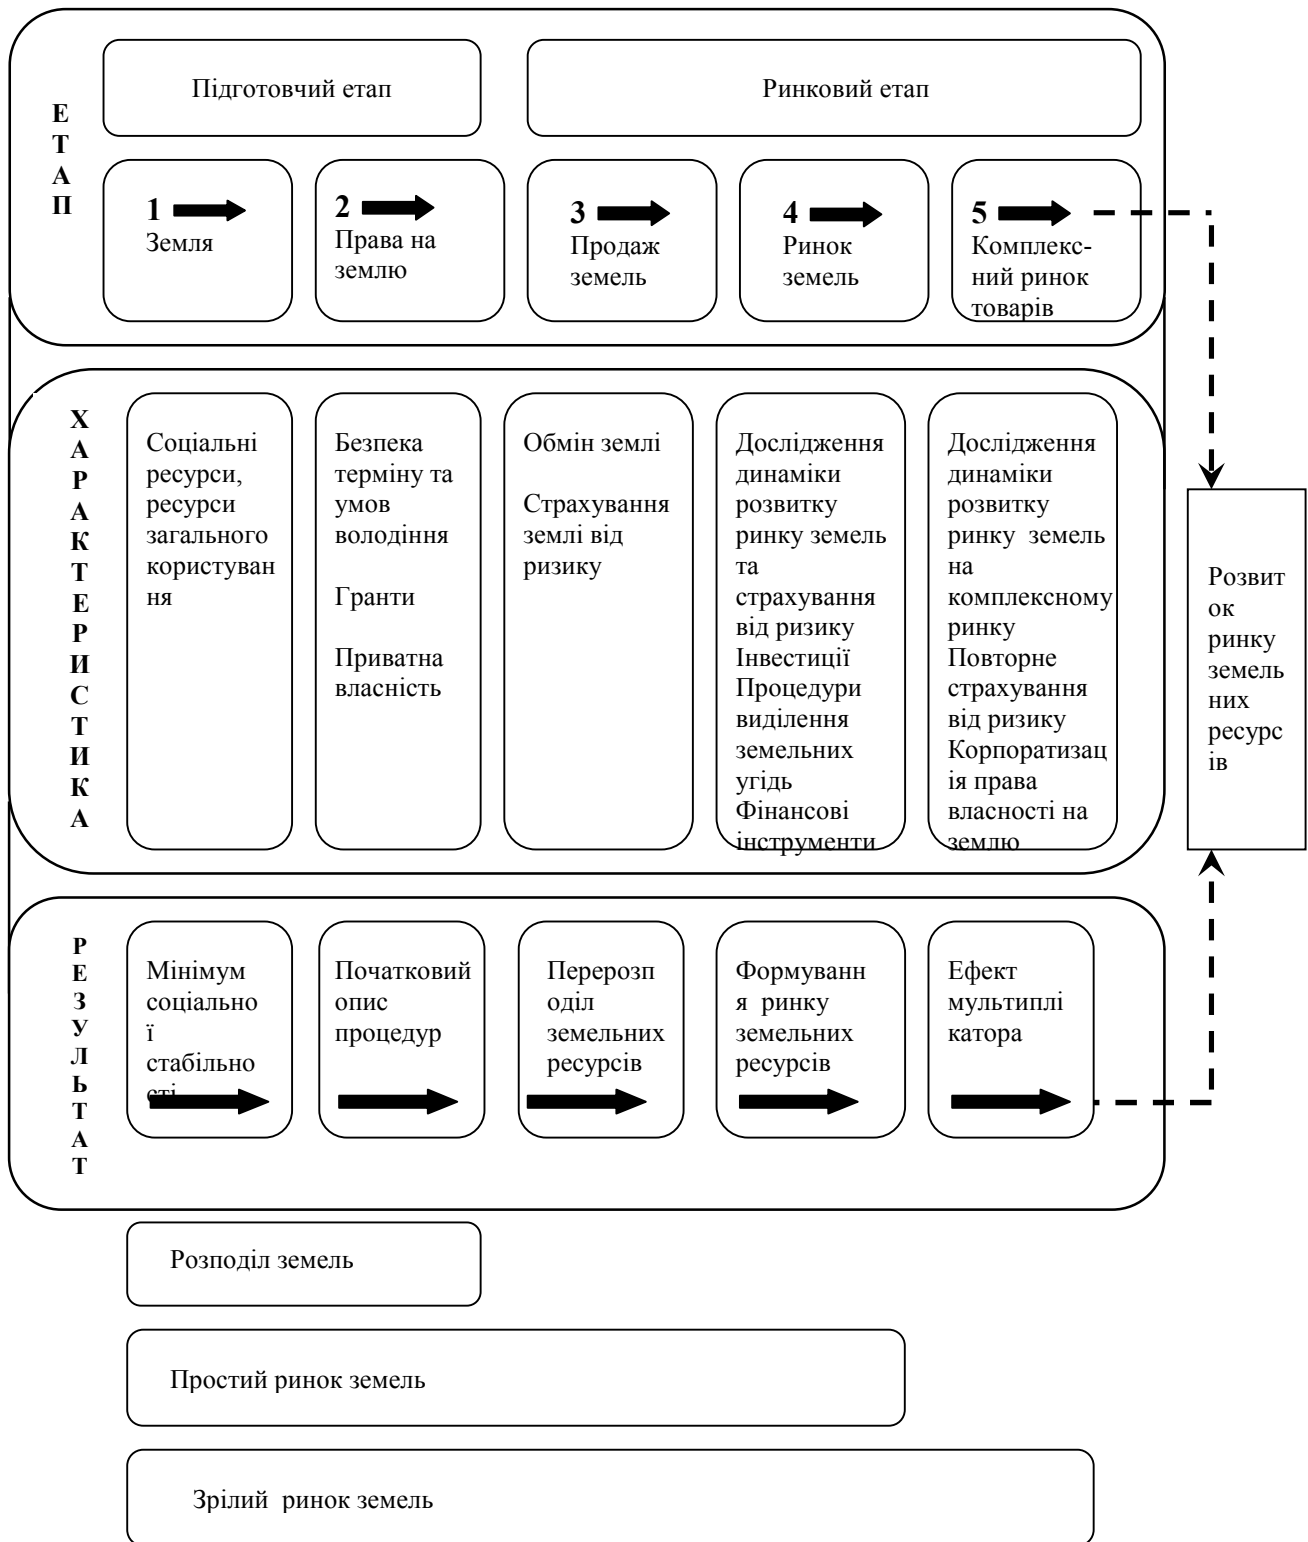 ЕТАП
Підготовчий етап
Ринковий етап
1
Земля
2
Права на
землю
3
Продаж
земель
4
Ринок
земель
5
Комплекс-
ний ринок
товарів
ХАРАКТЕРИСТИКА
Соціальні
ресурси,
ресурси
загального
користуван
ня
Безпека
терміну та
умов
володіння
Гранти
Приватна
власність
Обмін землі
Страхування
землі від
ризику
Дослідження
динаміки
розвитку
ринку земель
та
страхування
від ризику
Інвестиції
Процедури
виділення
земельних
угідь
Фінансові
інструменти
Дослідження
динаміки
розвитку
ринку земель
на
комплексному
ринку
Повторне
страхування
від ризику
Корпоратизац
ія права
власності на
землю
Розвит
ок
ринку
земель
них
ресурс
ів
РЕЗУЛЬТАТ
Мінімум
соціально
ї
стабільно
сті
Початковий
опис
процедур
Перерозп
оділ
земельних
ресурсів
Формуванн
я ринку
земельних
ресурсів
Ефект
мультиплі
катора
Розподіл земель
Простий ринок земель
Зрілий ринок земель